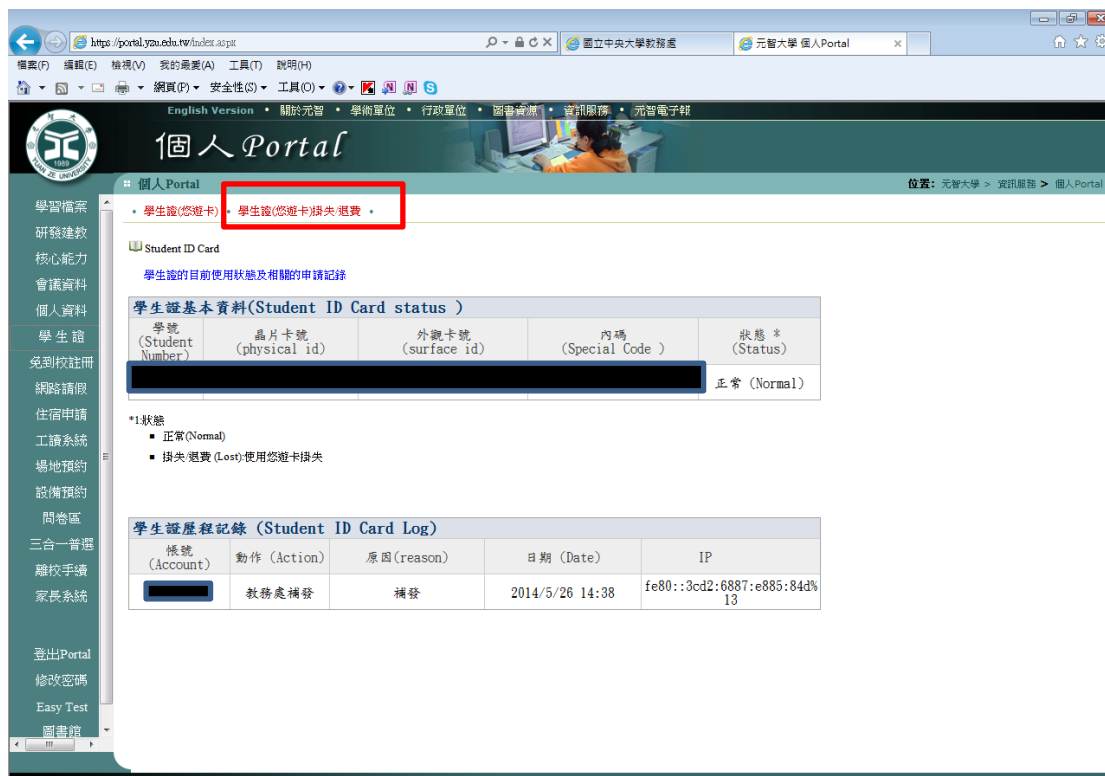 https://portal.yzu.edu.tw/index.aspx
國立中央大學教務處
元智大學 個人Portal
檔案(F) 編輯(E) 檢視(V) 我的最愛(A) 工具(T) 說明(H)
網頁(P) 安全性(S) 工具(O)
English Version • 關於元智 • 學術單位 • 行政單位 • 圖書資源 • 資訊服務 • 元智電子報
YUAN ZE UNIVERSITY
1989
個人 Portal
個人Portal
位置: 元智大學 > 資訊服務 > 個人Portal
• 學生證(悠遊卡) • 學生證(悠遊卡)掛失/退費 •
學習檔案
研發建教
核心能力
會議資料
個人資料
學 生 證
免到校註冊
網路請假
住宿申請
工讀系統
場地預約
設備預約
問卷區
三合一普選
離校手續
家長系統
登出Portal
修改密碼
Easy Test
圖書館
Student ID Card
學生證的目前使用狀態及相關的申請記錄
學生證基本資料(Student ID Card status )
學號 (Student Number)
晶片卡號 (physical id)
外觀卡號 (surface id)
內碼 (Special Code )
狀態 * (Status)
正常 (Normal)
*1:狀態
■ 正常(Normal)
■ 掛失/退費 (Lost):使用悠遊卡掛失
學生證歷程記錄 (Student ID Card Log)
帳號 (Account)
動作 (Action)
原因(reason)
日期 (Date)
IP
教務處補發
補發
2014/5/26 14:38
fe80::3cd2:6887:e885:84d%
13